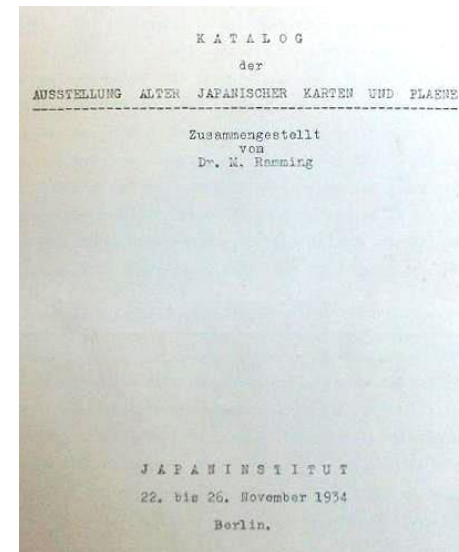 K A T A L O G
der
AUSSTELLUNG ALTER JAPANISCHER KARTEN UND PLAENE
Zusammengestellt
von
Dr. M. Ramming
J A P A N I N S T I T U T
22. bis 26. November 1934
Berlin.